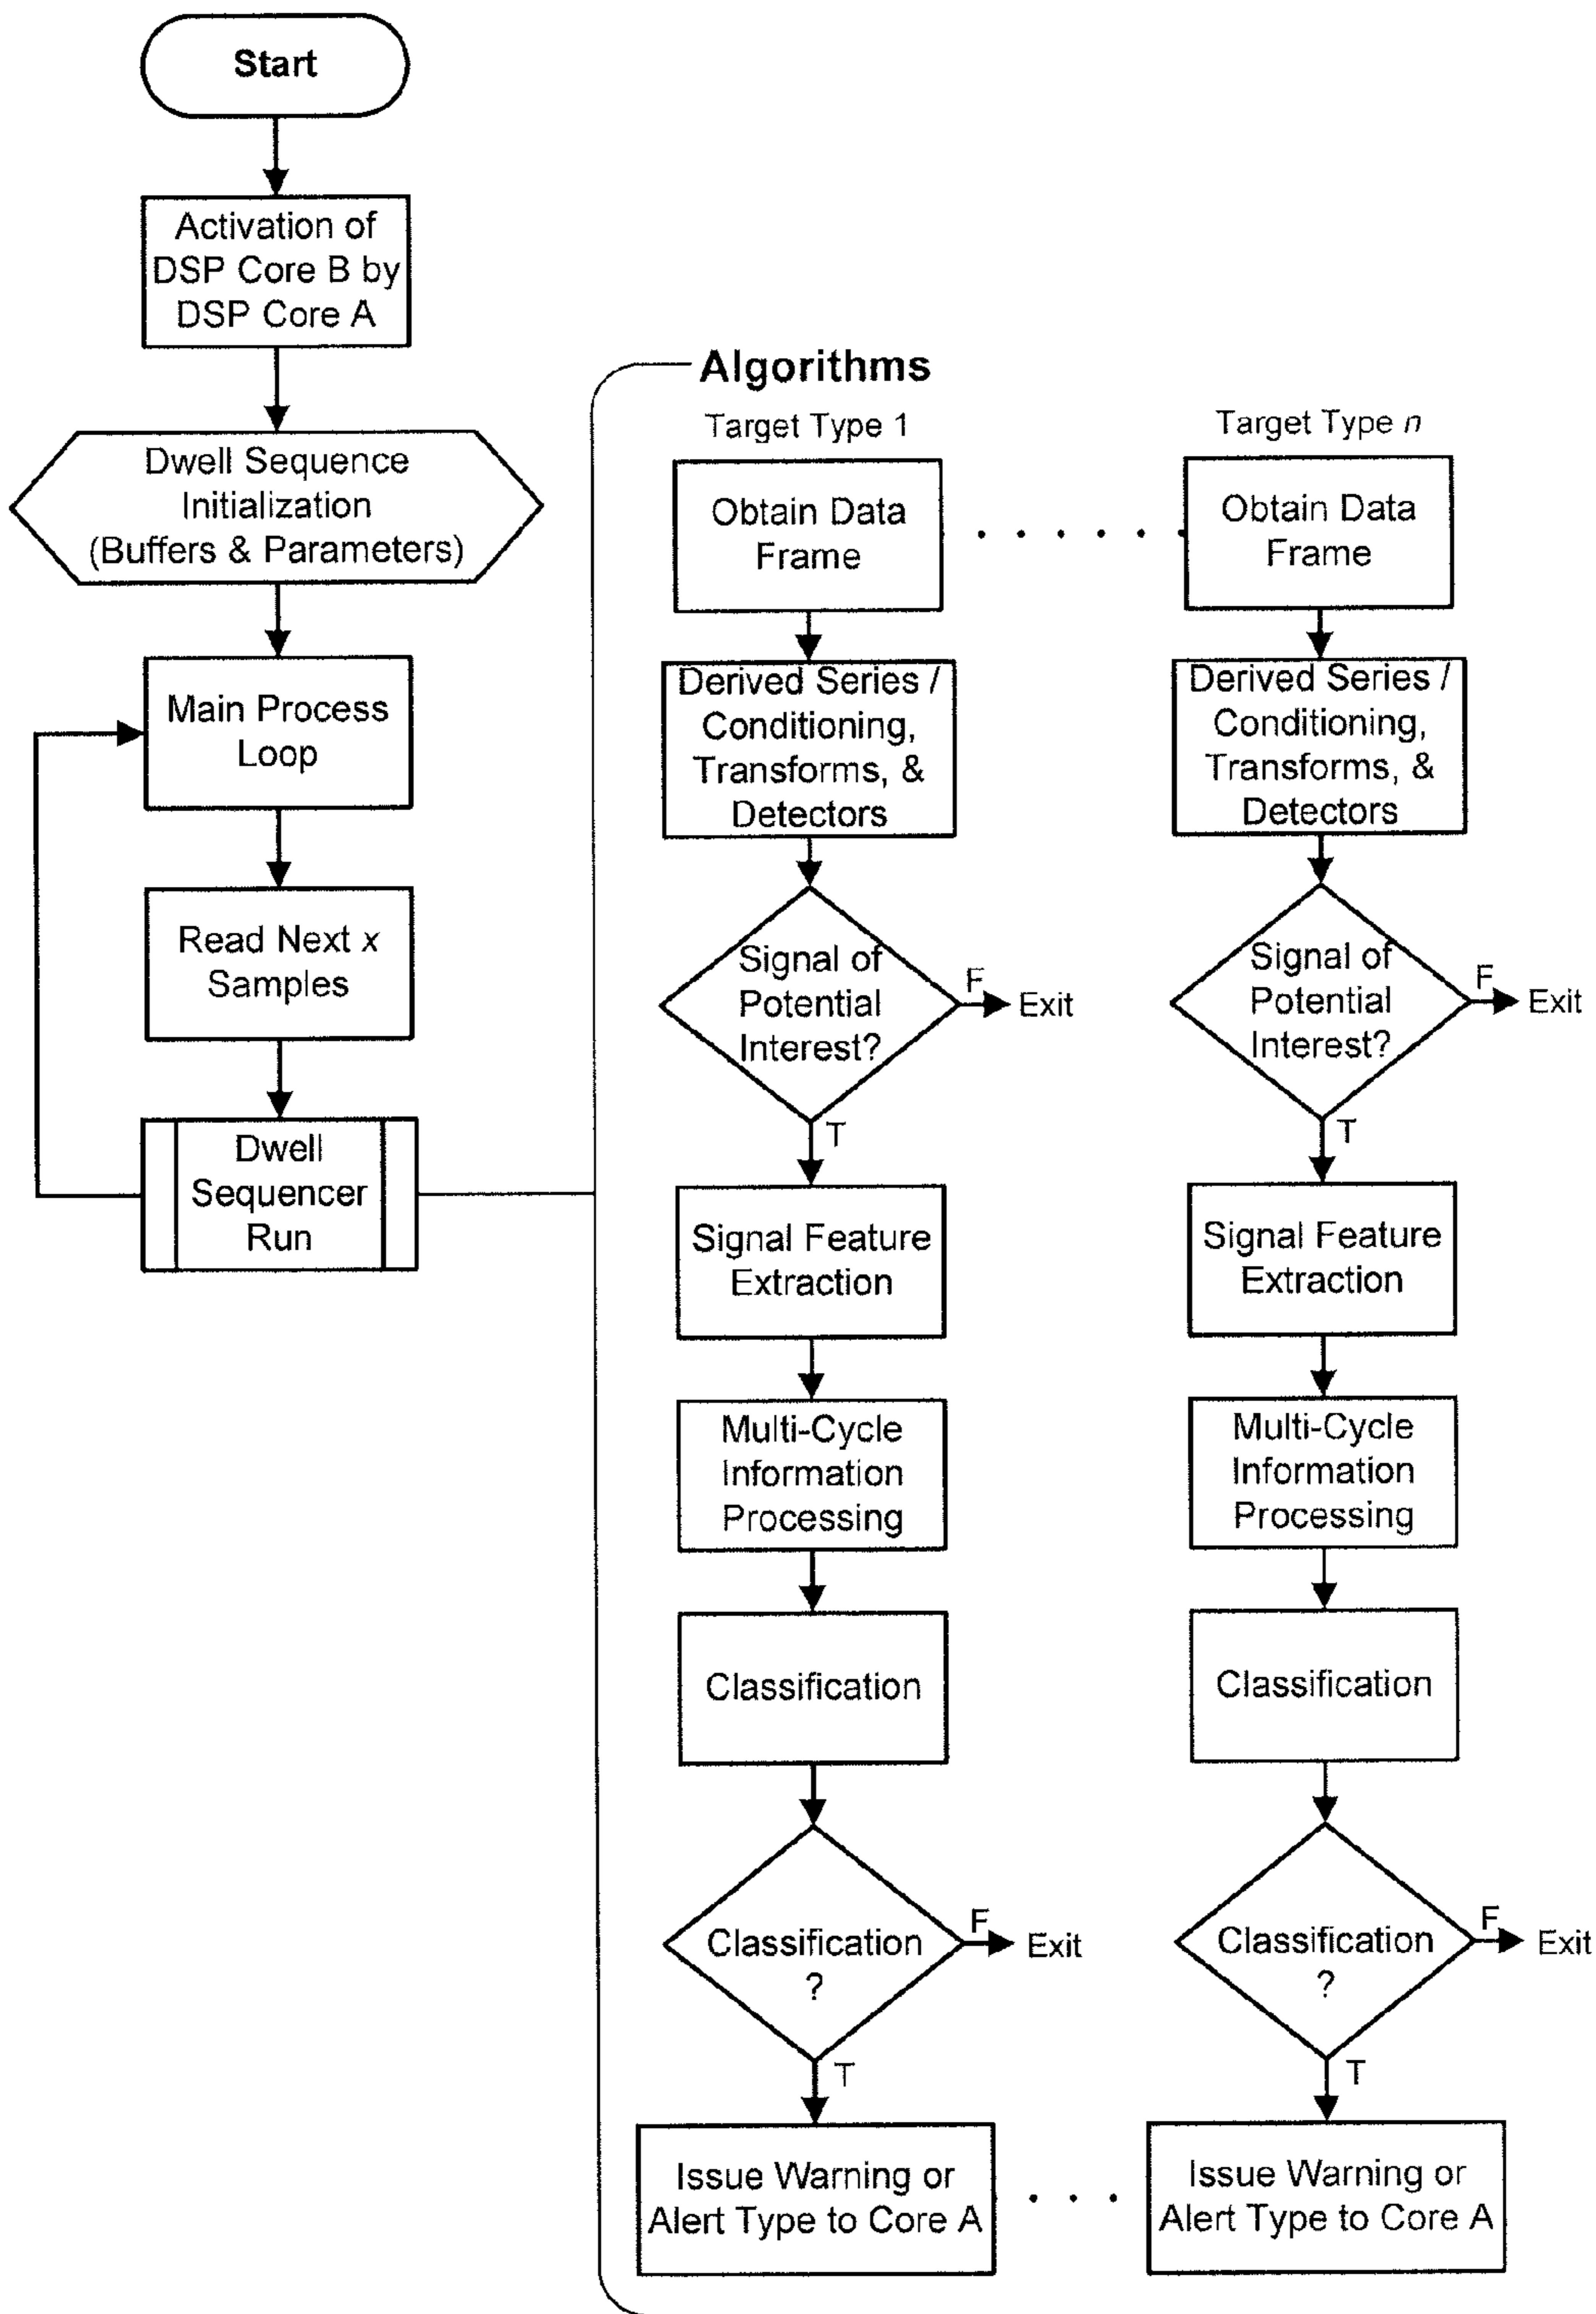 Start
Activation of
DSP Core B by
DSP Core A
Dwell Sequence
Initialization
(Buffers & Parameters)
Main Process
Loop
Read Next x
Samples
Dwell
Sequencer
Run
Algorithms
Target Type 1
Obtain Data
Frame
Derived Series /
Conditioning,
Transforms, &
Detectors
Signal of
Potential
Interest?
F
Exit
T
Signal Feature
Extraction
Multi-Cycle
Information
Processing
Classification
Classification
?
F
Exit
T
Issue Warning or
Alert Type to Core A
Target Type n
Obtain Data
Frame
Derived Series /
Conditioning,
Transforms, &
Detectors
Signal of
Potential
Interest?
F
Exit
T
Signal Feature
Extraction
Multi-Cycle
Information
Processing
Classification
Classification
?
F
Exit
T
Issue Warning or
Alert Type to Core A